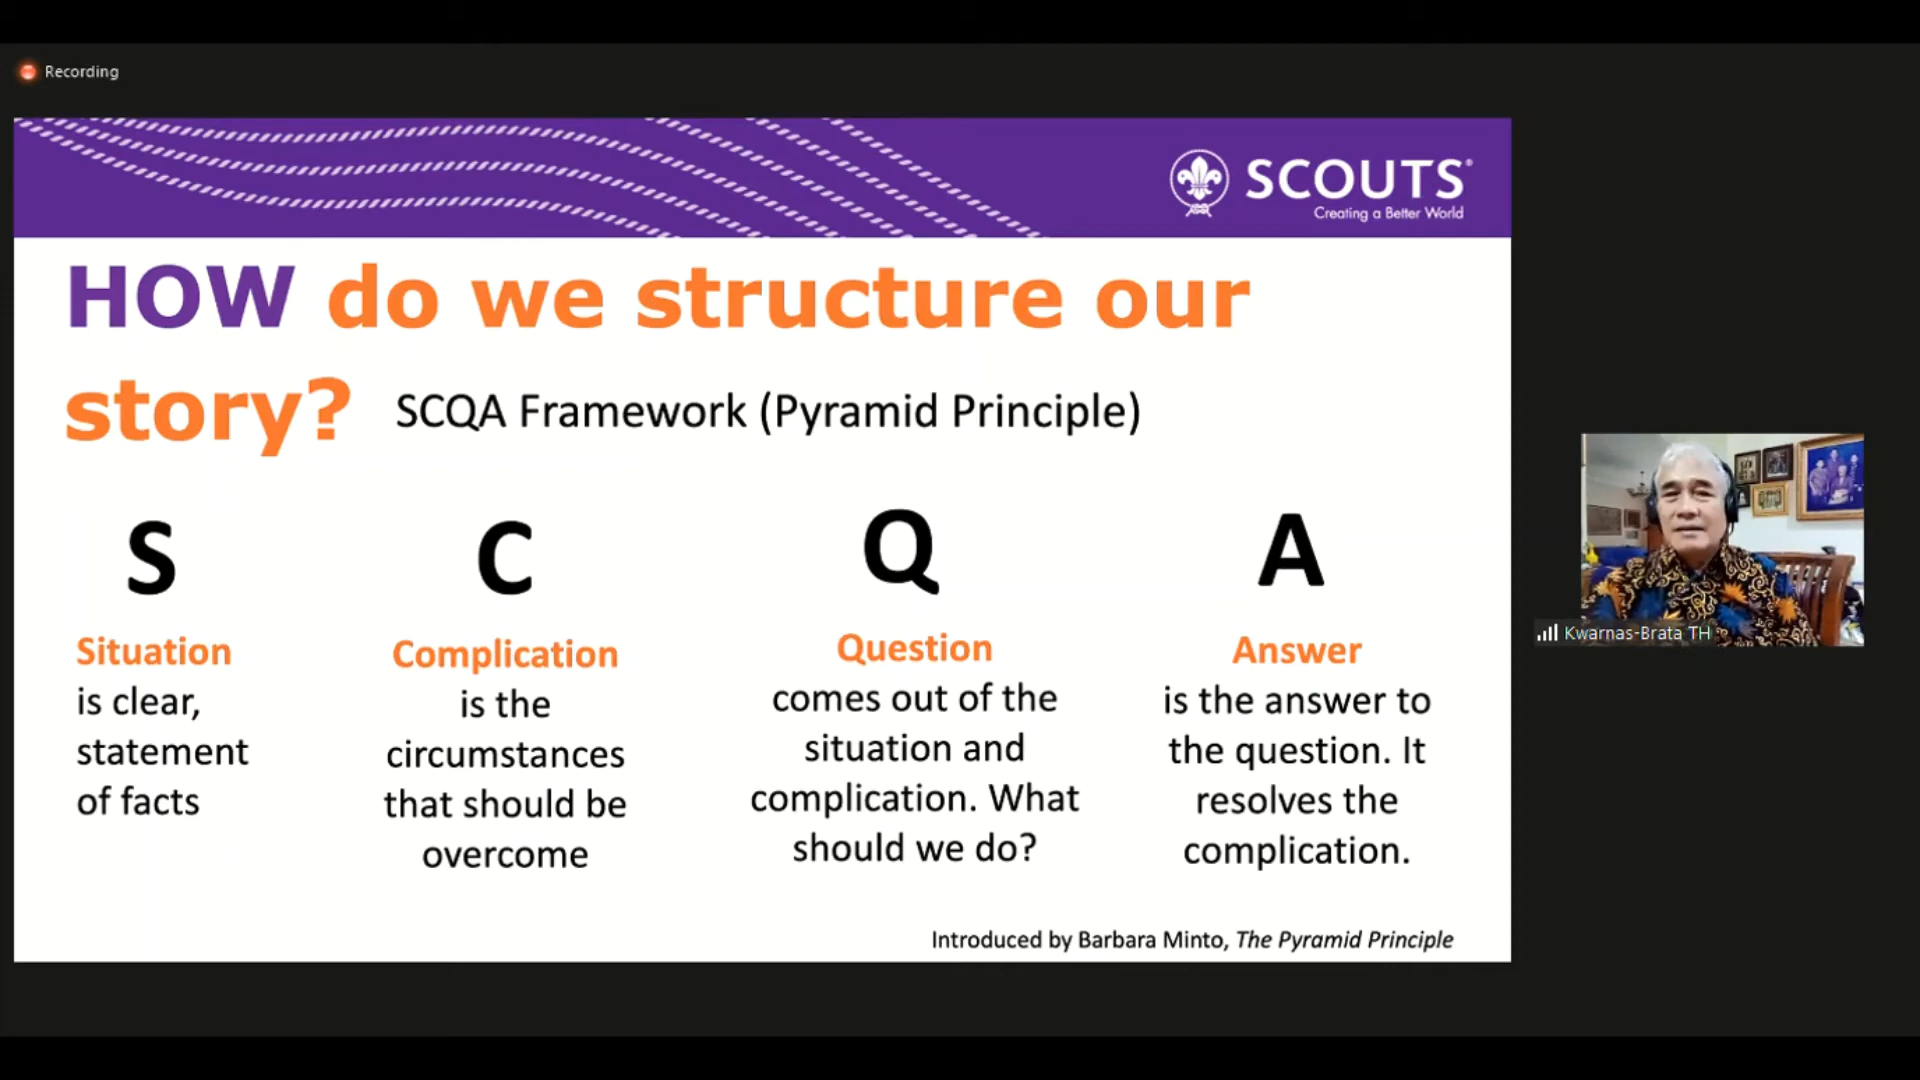 Recording
SCOUTS®
Creating a Better World
HOW do we structure our
story? SCQA Framework (Pyramid Principle)
S
Situation
is clear,
statement
of facts
C
Complication
is the
circumstances
that should be
overcome
Q
Question
comes out of the
situation and
complication. What
should we do?
A
Answer
is the answer to
the question. It
resolves the
complication.
Introduced by Barbara Minto, The Pyramid Principle
Kwarnas-Brata TH